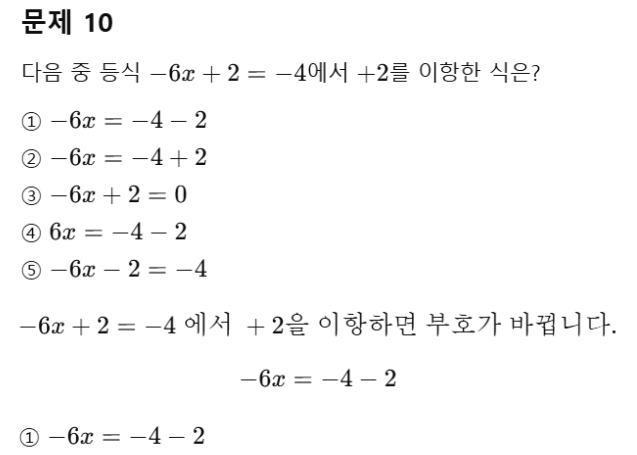 문제 10
다음 중 등식 −6x + 2 = −4에서 +2를 이항한 식은?
① −6x = −4 − 2
② −6x = −4 + 2
③ −6x + 2 = 0
④ 6x = −4 − 2
⑤ −6x − 2 = −4
−6x + 2 = −4 에서 + 2을 이항하면 부호가 바뀝니다.
−6x = −4 − 2
① −6x = −4 − 2